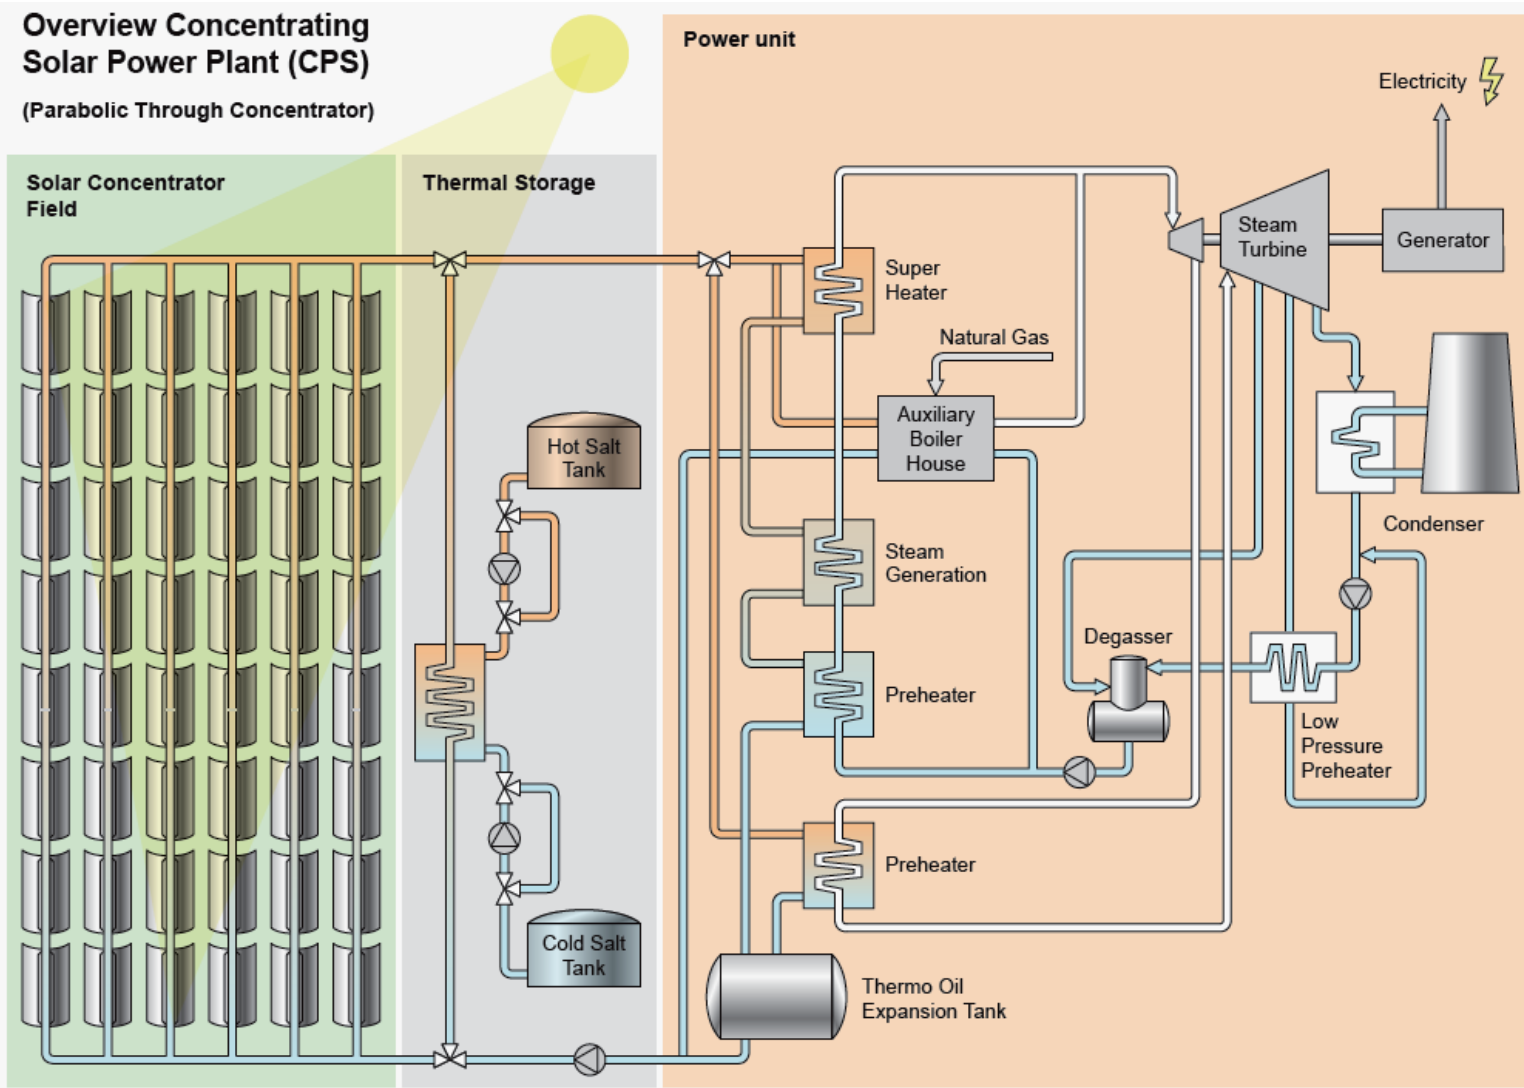 Overview Concentrating
Solar Power Plant (CPS)
(Parabolic Through Concentrator)
Solar Concentrator
Field
Thermal Storage
Power unit
Electricity
Steam
Turbine
Generator
Super
Heater
Natural Gas
Auxiliary
Boiler
House
Hot Salt
Tank
Condenser
Steam
Generation
Degasser
Preheater
Low
Pressure
Preheater
Preheater
Cold Salt
Tank
Thermo Oil
Expansion Tank